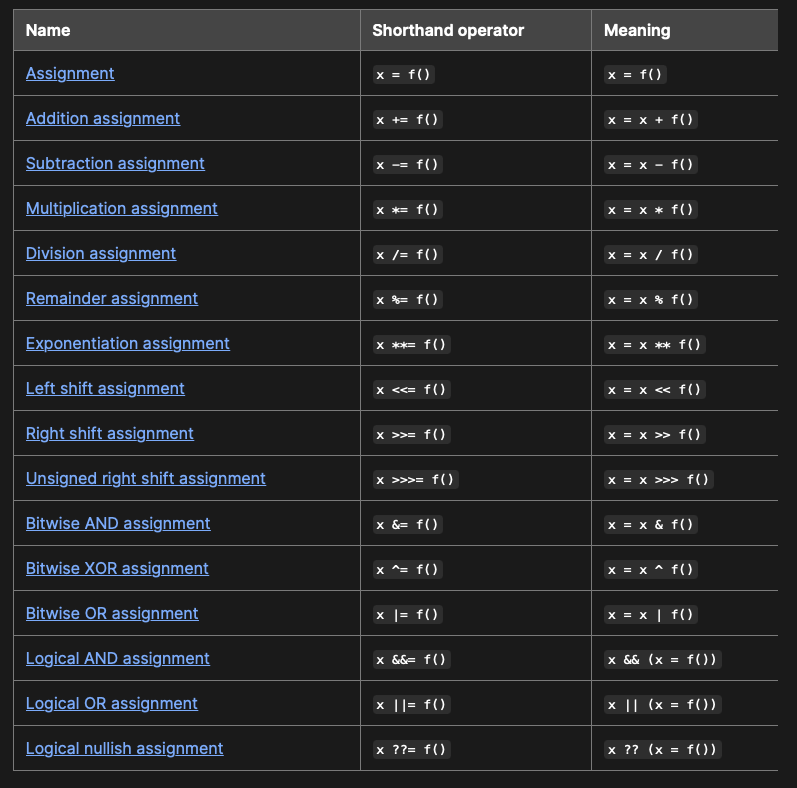 Name Shorthand operator Meaning
Assignment x = f() x = f()
Addition assignment x += f() x = x + f()
Subtraction assignment x -= f() x = x - f()
Multiplication assignment x *= f() x = x * f()
Division assignment x /= f() x = x / f()
Remainder assignment x %= f() x = x % f()
Exponentiation assignment x **= f() x = x ** f()
Left shift assignment x <<= f() x = x << f()
Right shift assignment x >>= f() x = x >> f()
Unsigned right shift assignment x >>>= f() x = x >>> f()
Bitwise AND assignment x &= f() x = x & f()
Bitwise XOR assignment x ^= f() x = x ^ f()
Bitwise OR assignment x |= f() x = x | f()
Logical AND assignment x &&= f() x && (x = f())
Logical OR assignment x ||= f() x || (x = f())
Logical nullish assignment x ??= f() x ?? (x = f())